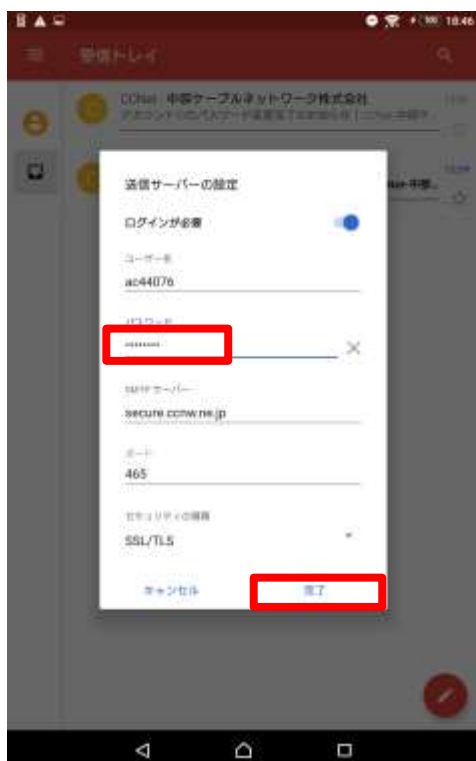 100 18:46
受信トレイ
CCNet 中部ケーブルネットワーク株式会社
送信サーバーの設定
ログインが必要
ユーザー名
ac44076
パスワード
········
SMTP サーバー
secure.ccnw.ne.jp
ポート
465
セキュリティの種類
SSL/TLS
キャンセル 完了